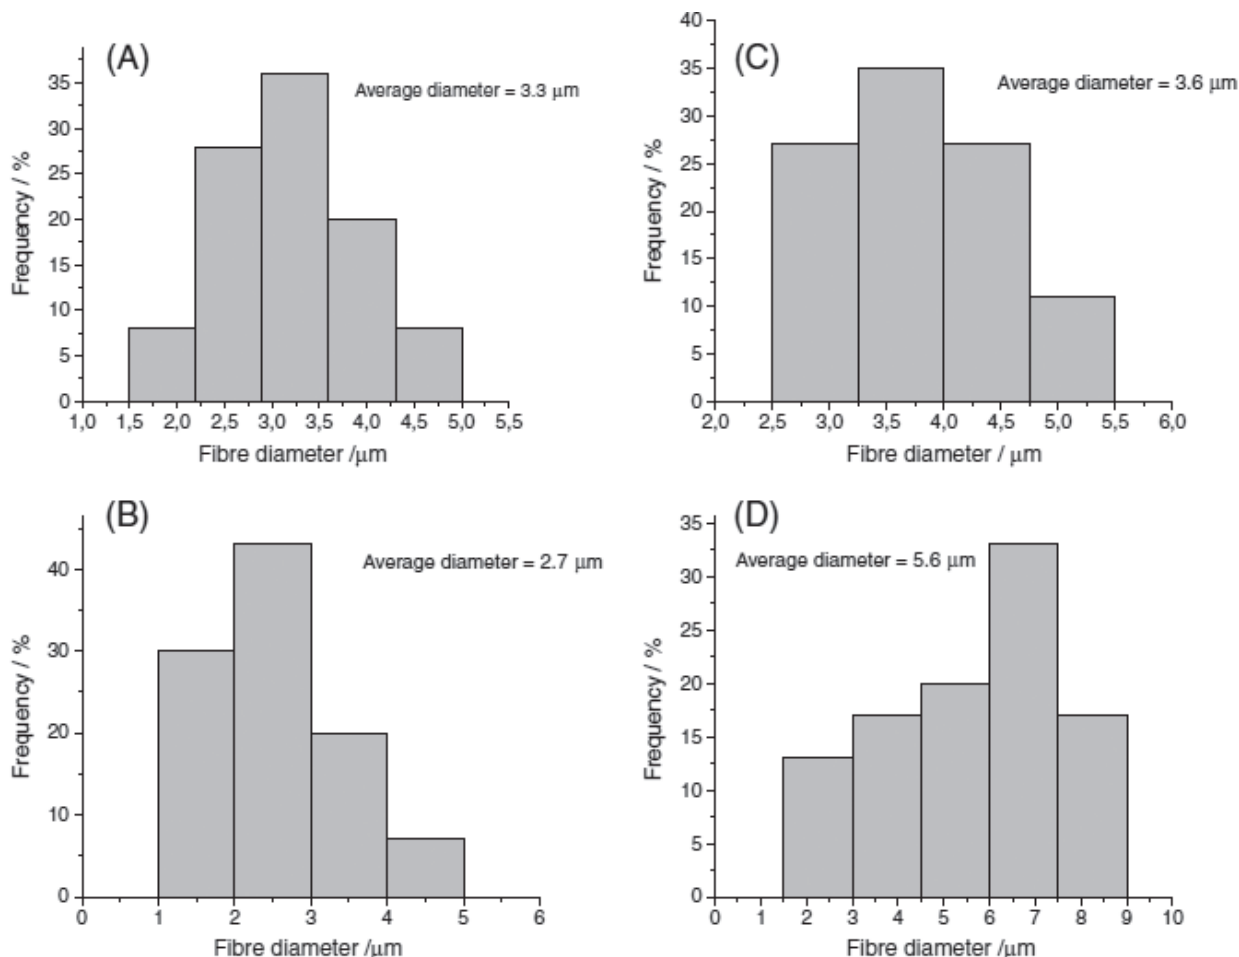 (A)
Average diameter = 3.3 μm
Frequency / %
35
30
25
20
15
10
5
0
1,0 1,5 2,0 2,5 3,0 3,5 4,0 4,5 5,0 5,5
Fibre diameter /μm
(C)
Average diameter = 3.6 μm
Frequency / %
40
35
30
25
20
15
10
5
0
2,0 2,5 3,0 3,5 4,0 4,5 5,0 5,5 6,0
Fibre diameter / μm
(B)
Average diameter = 2.7 μm
Frequency / %
40
30
20
10
0
0 1 2 3 4 5 6
Fibre diameter /μm
(D)
Average diameter = 5.6 μm
Frequency / %
35
30
25
20
15
10
5
0
0 1 2 3 4 5 6 7 8 9 10
Fibre diameter /μm